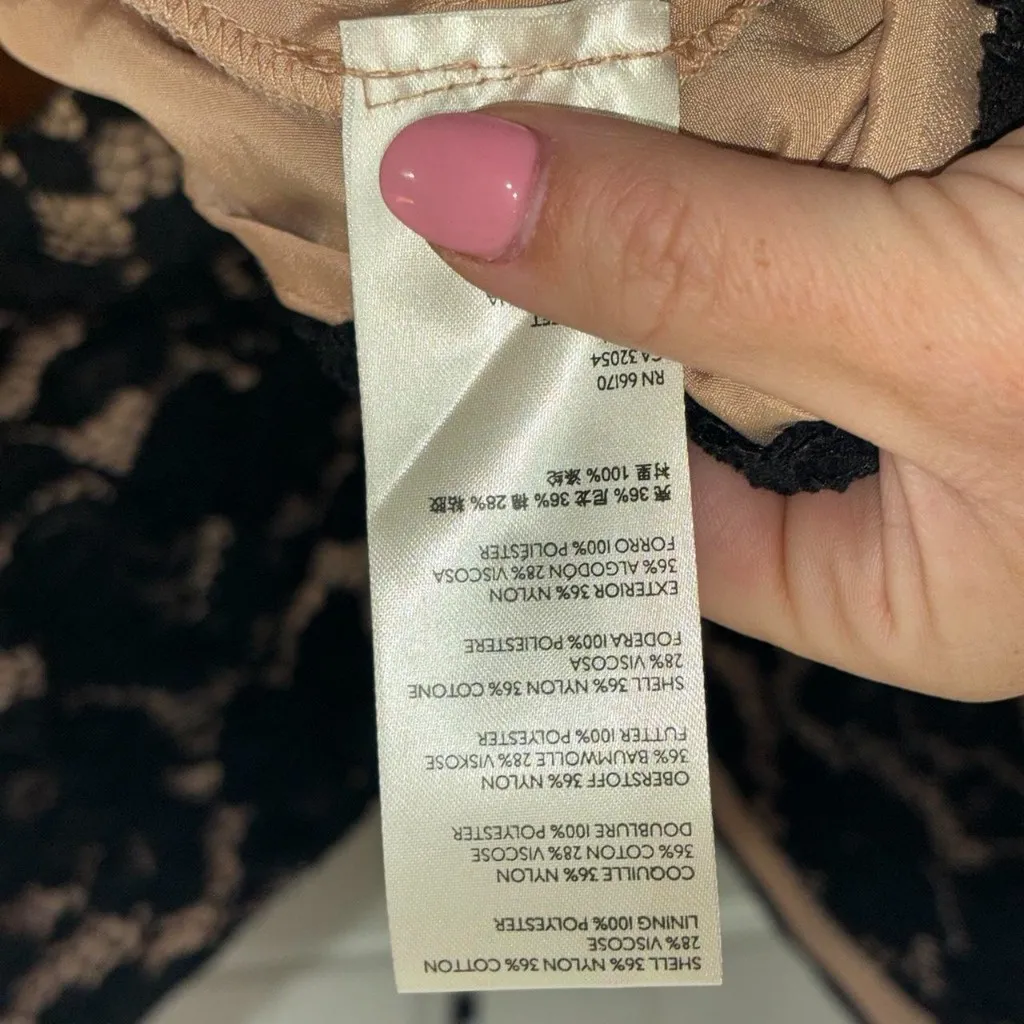 SHELL 36% NYLON 36% COTTON
28% VISCOSE
LINING 100% POLYESTER
COQUILLE 36% NYLON
36% COTON 28% VISCOSE
DOUBLURE 100% POLYESTER
OBERSTOFF 36% NYLON
36% BAUMWOLLE 28% VISKOSE
FUTTER 100% POLYESTER
SHELL 36% NYLON 36% COTONE
28% VISCOSA
FODERA 100% POLIESTERE
EXTERIOR 36% NYLON
36% ALGODÓN 28% VISCOSA
FORRO 100% POLIÉSTER
壳 36% 尼龙 36% 棉 28% 粘胶
衬里 100% 涤纶
RN 66170
CA 32054